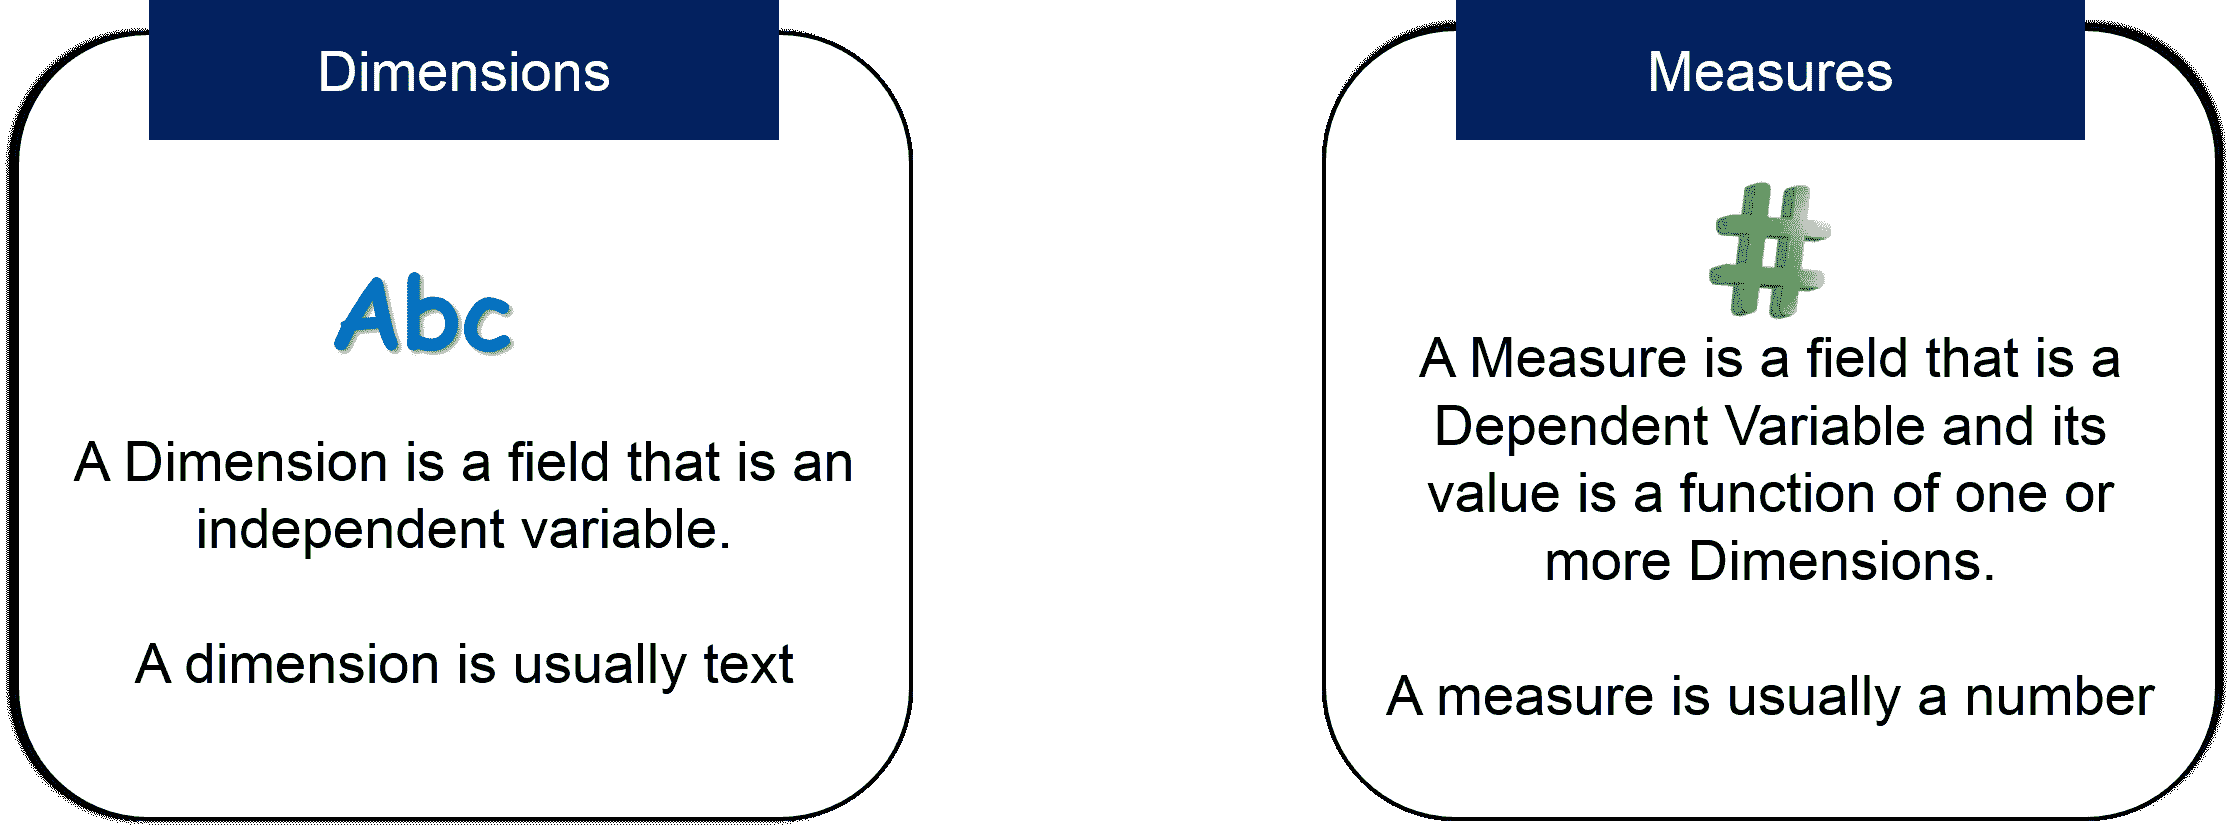 Dimensions
Abc
A Dimension is a field that is an
independent variable.
A dimension is usually text
Measures
#
A Measure is a field that is a
Dependent Variable and its
value is a function of one or
more Dimensions.
A measure is usually a number